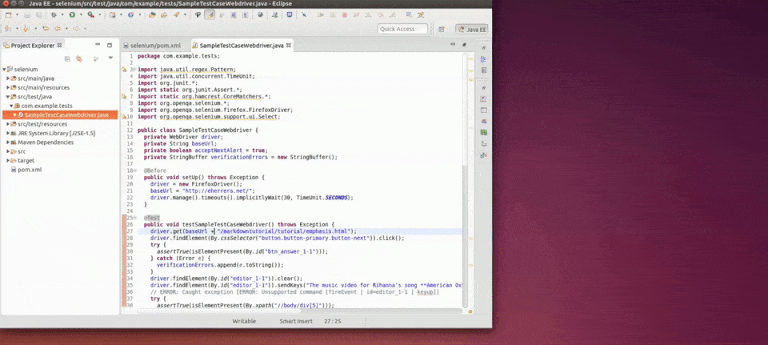 Java EE - selenium/src/test/java/com/example/tests/SampleTestCaseWebdriver.java - Eclipse
Quick Access
Java EE
Project Explorer
selenium
src/main/java
src/main/resources
src/test/java
com.example.tests
SampleTestCaseWebdriver.java
src/test/resources
JRE System Library [J2SE-1.5]
Maven Dependencies
src
target
pom.xml
selenium/pom.xml
SampleTestCaseWebdriver.java
1 package com.example.tests;
2
3 import java.util.regex.Pattern;
4 import java.util.concurrent.TimeUnit;
5 import org.junit.*;
6 import static org.junit.Assert.*;
7 import static org.hamcrest.CoreMatchers.*;
8 import org.openqa.selenium.*;
9 import org.openqa.selenium.firefox.FirefoxDriver;
10 import org.openqa.selenium.support.ui.Select;
11
12 public class SampleTestCaseWebdriver {
13 private WebDriver driver;
14 private String baseUrl;
15 private boolean acceptNextAlert = true;
16 private StringBuffer verificationErrors = new StringBuffer();
17
18 @Before
19 public void setUp() throws Exception {
20 driver = new FirefoxDriver();
21 baseUrl = "http://eherrera.net/";
22 driver.manage().timeouts().implicitlyWait(30, TimeUnit.SECONDS);
23 }
24
25 @Test
26 public void testSampleTestCaseWebdriver() throws Exception {
27 driver.get(baseUrl + "/markdowntutorial/tutorial/emphasis.html");
28 driver.findElement(By.cssSelector("button.button-primary.button-next")).click();
29 try {
30 assertTrue(isElementPresent(By.id("btn_answer_1-1")));
31 } catch (Error e) {
32 verificationErrors.append(e.toString());
33 }
34 driver.findElement(By.id("editor_1-1")).clear();
35 driver.findElement(By.id("editor_1-1")).sendKeys("The music video for Rihanna's song **American Ox
36 // ERROR: Caught exception [ERROR: Unsupported command [fireEvent | id=editor_1-1 | keyup]]
37 try {
38 assertTrue(isElementPresent(By.xpath("//body/div[5]")));
Writable
Smart Insert
27 : 25